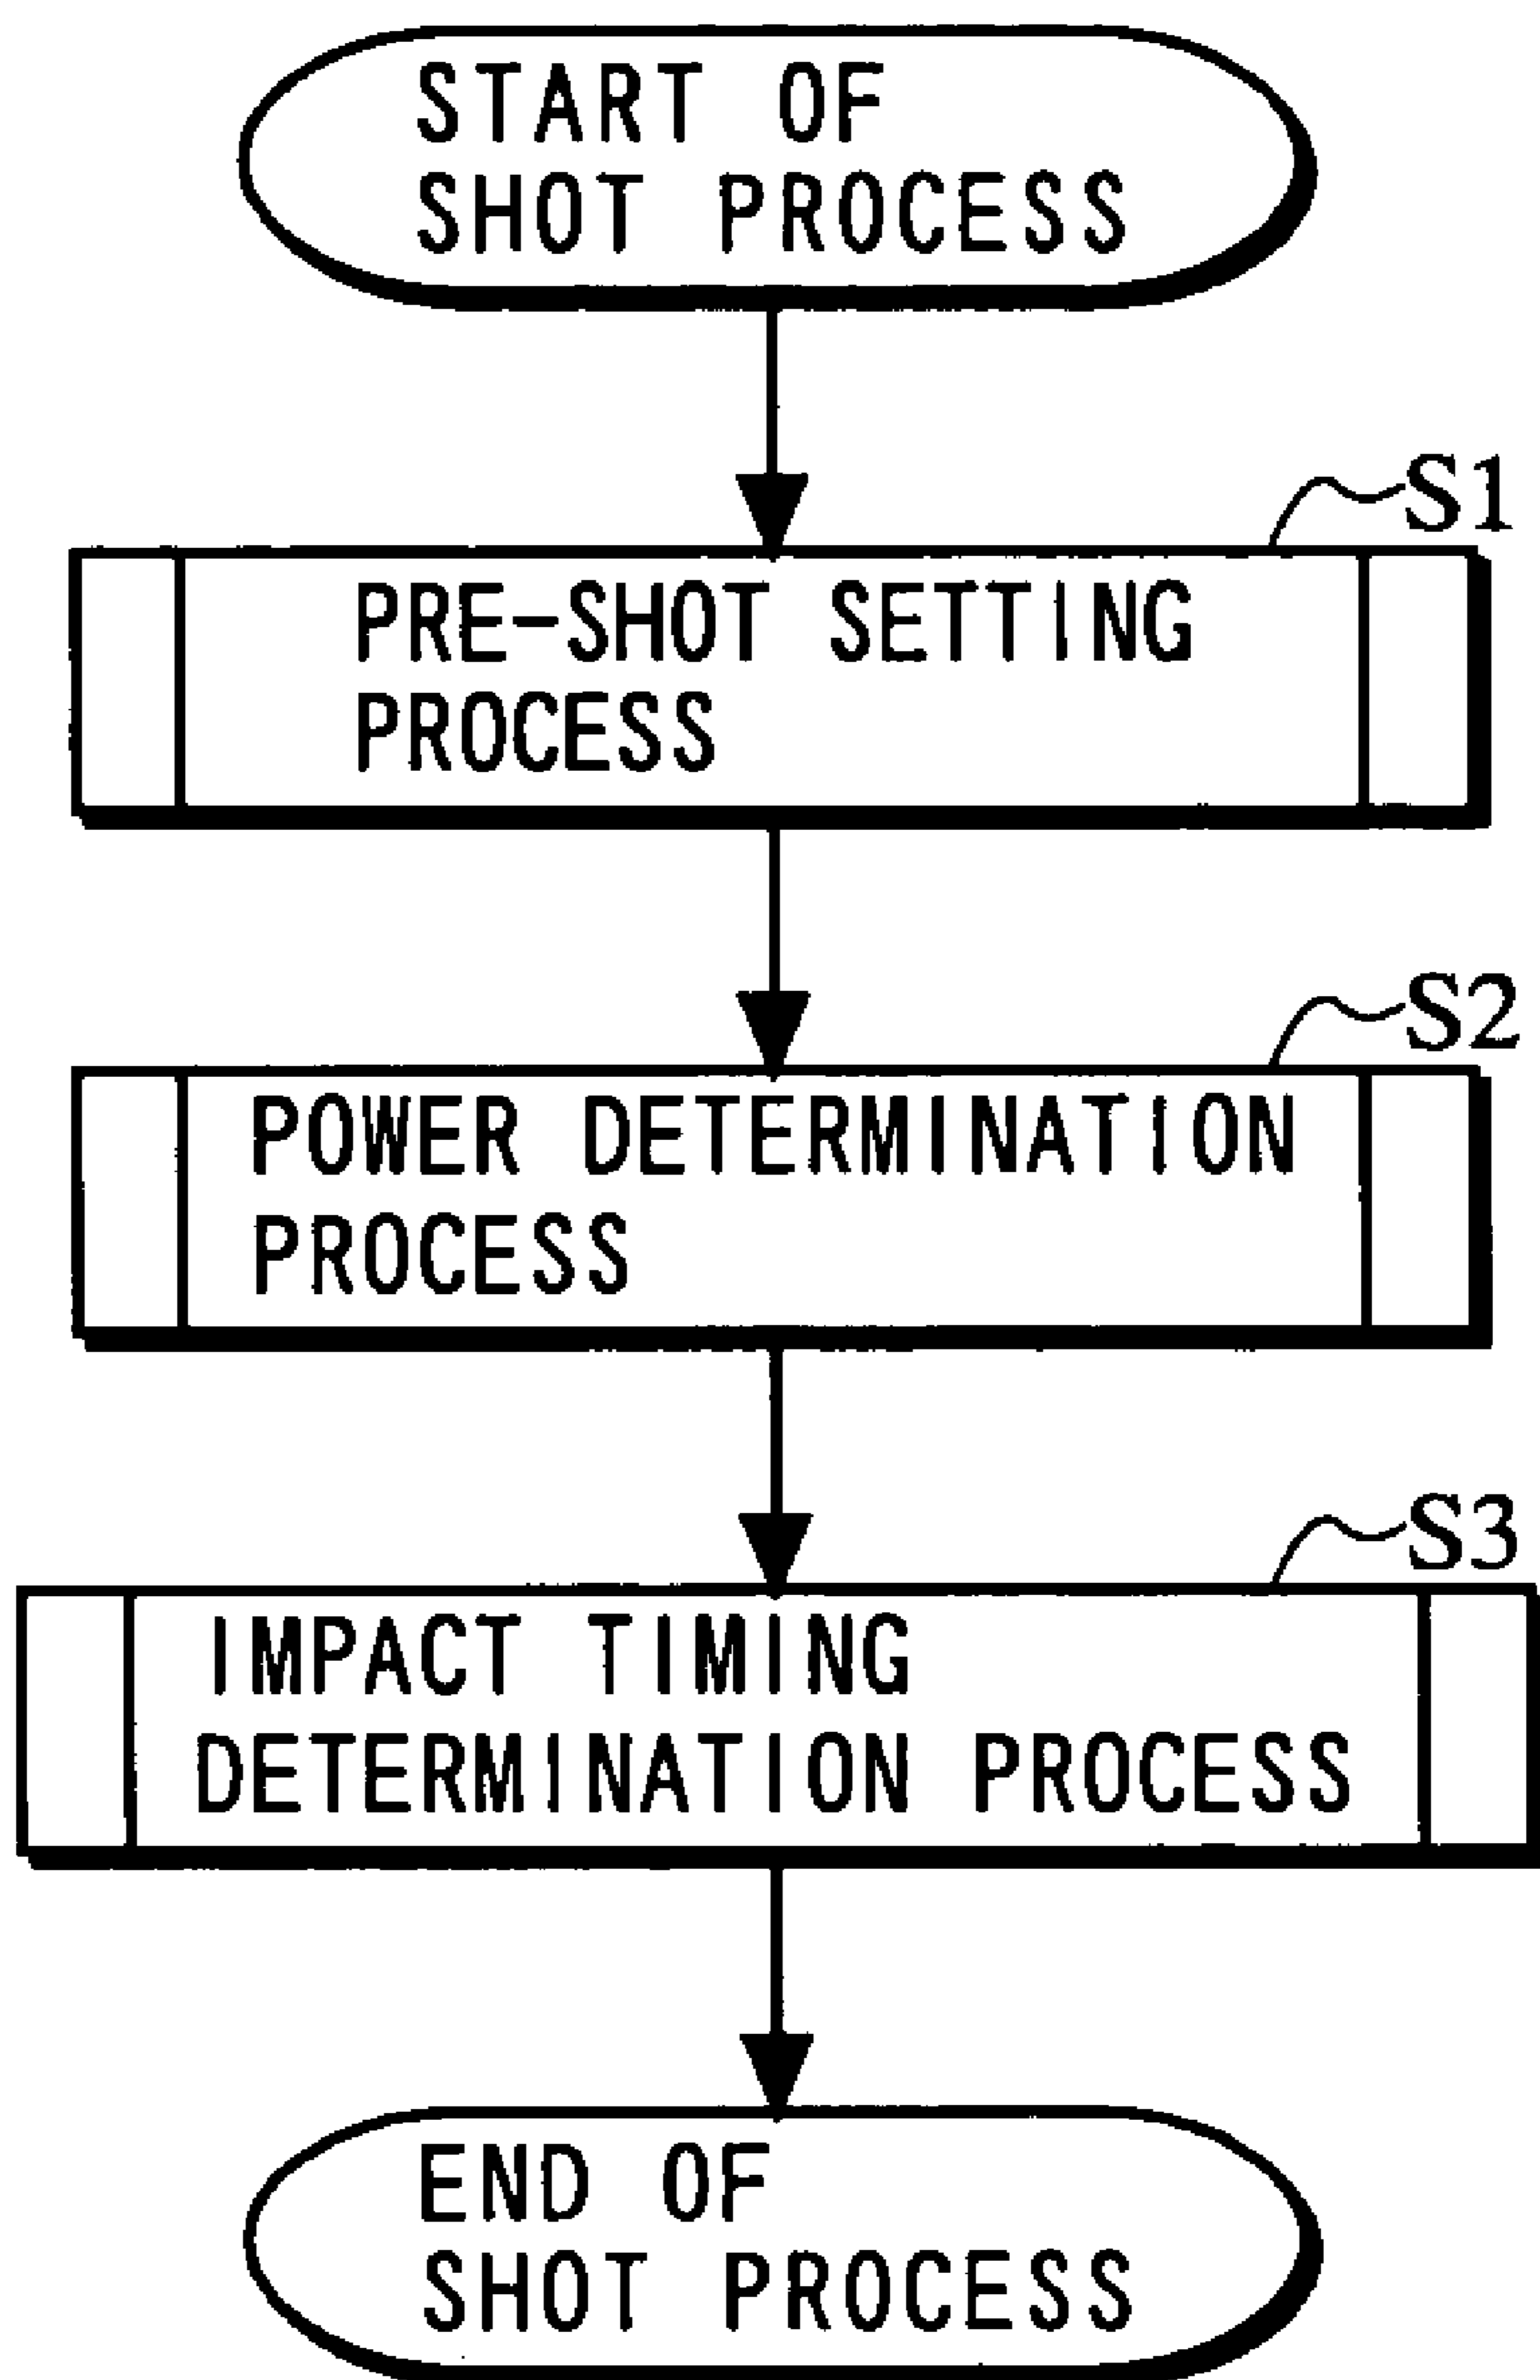 START OF
SHOT PROCESS
S1
PRE-SHOT SETTING
PROCESS
S2
POWER DETERMINATION
PROCESS
S3
IMPACT TIMING
DETERMINATION PROCESS
END OF
SHOT PROCESS